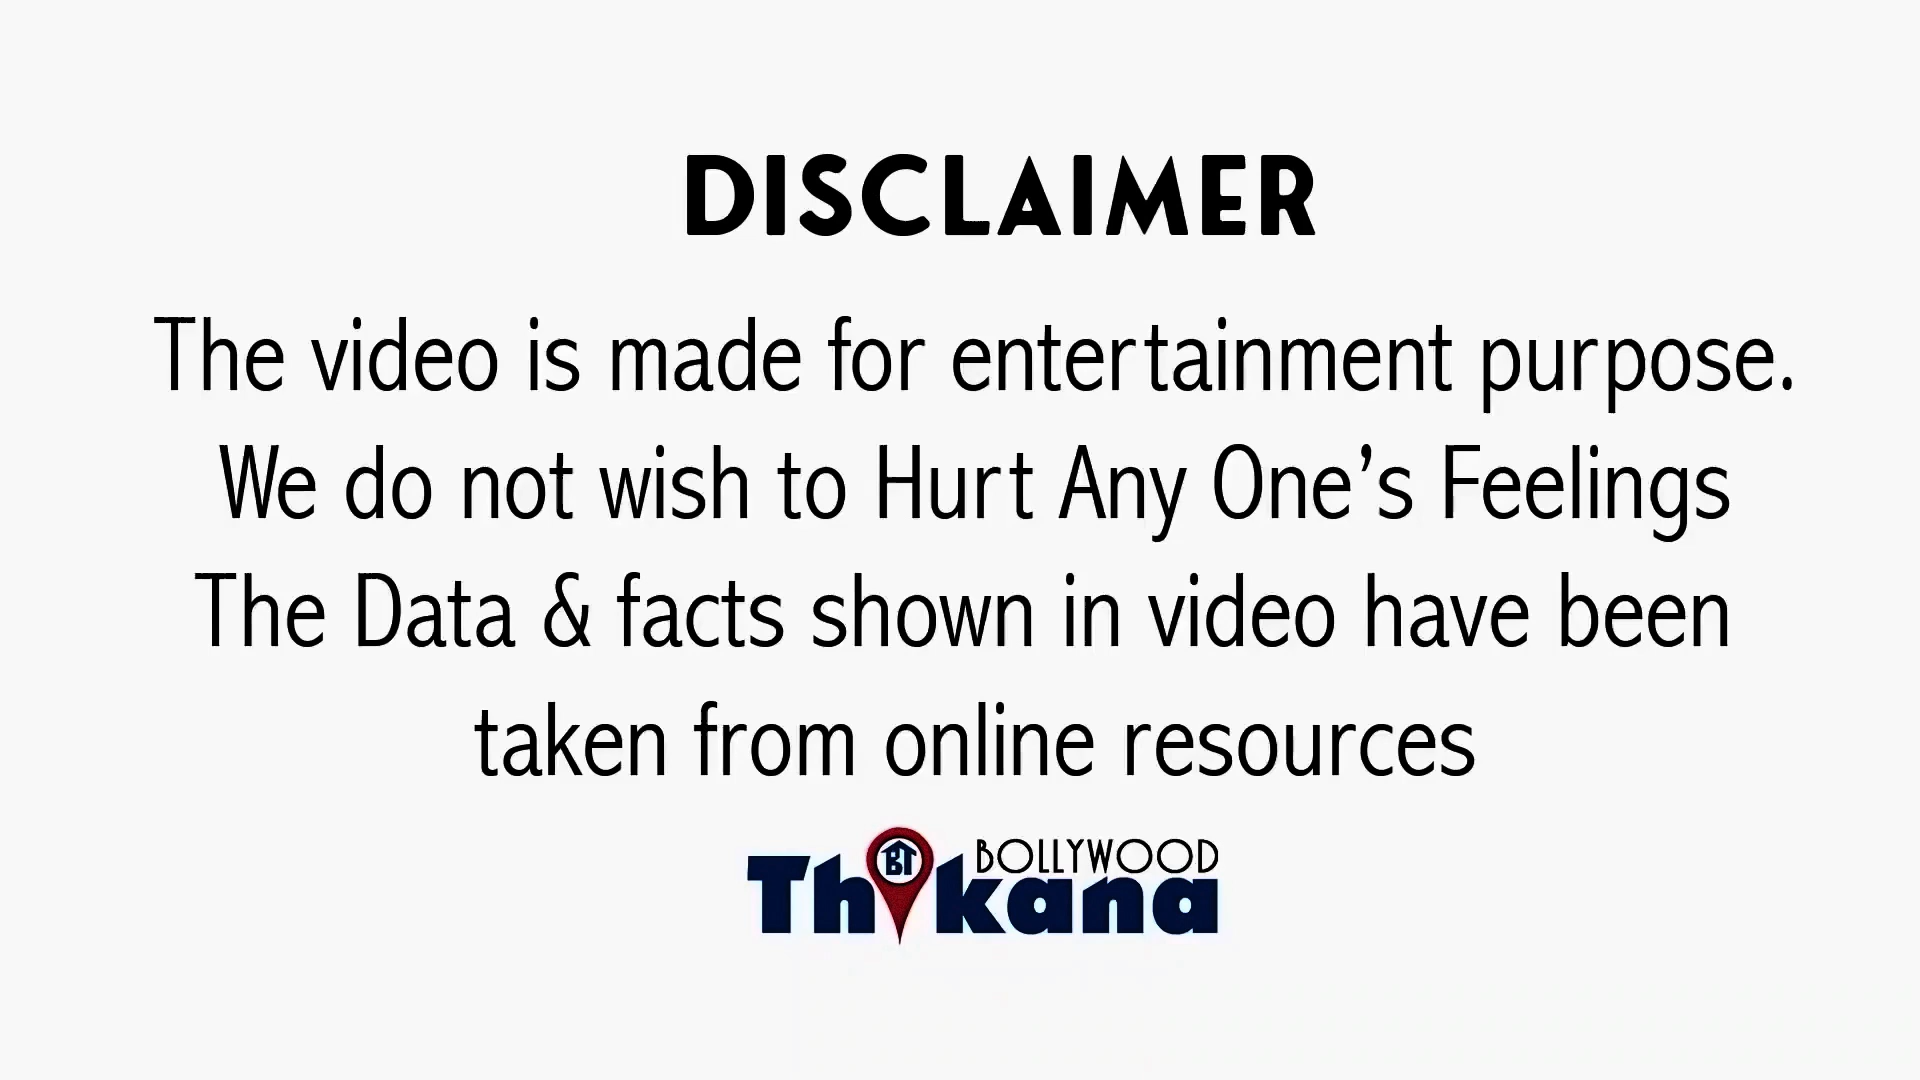 DISCLAIMER
The video is made for entertainment purpose.
We do not wish to Hurt Any One’s Feelings
The Data & facts shown in video have been
taken from online resources
BOLLYWOOD
BT
Thikana